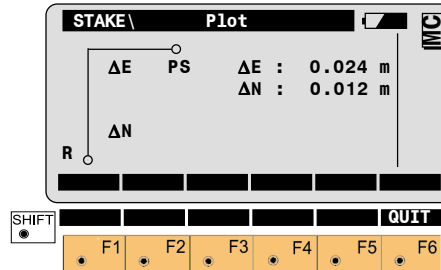 STAKE\ Plot
MC
ΔE PS ΔE : 0.024 m
ΔN : 0.012 m
ΔN
R
SHIFT QUIT
F1 F2 F3 F4 F5 F6